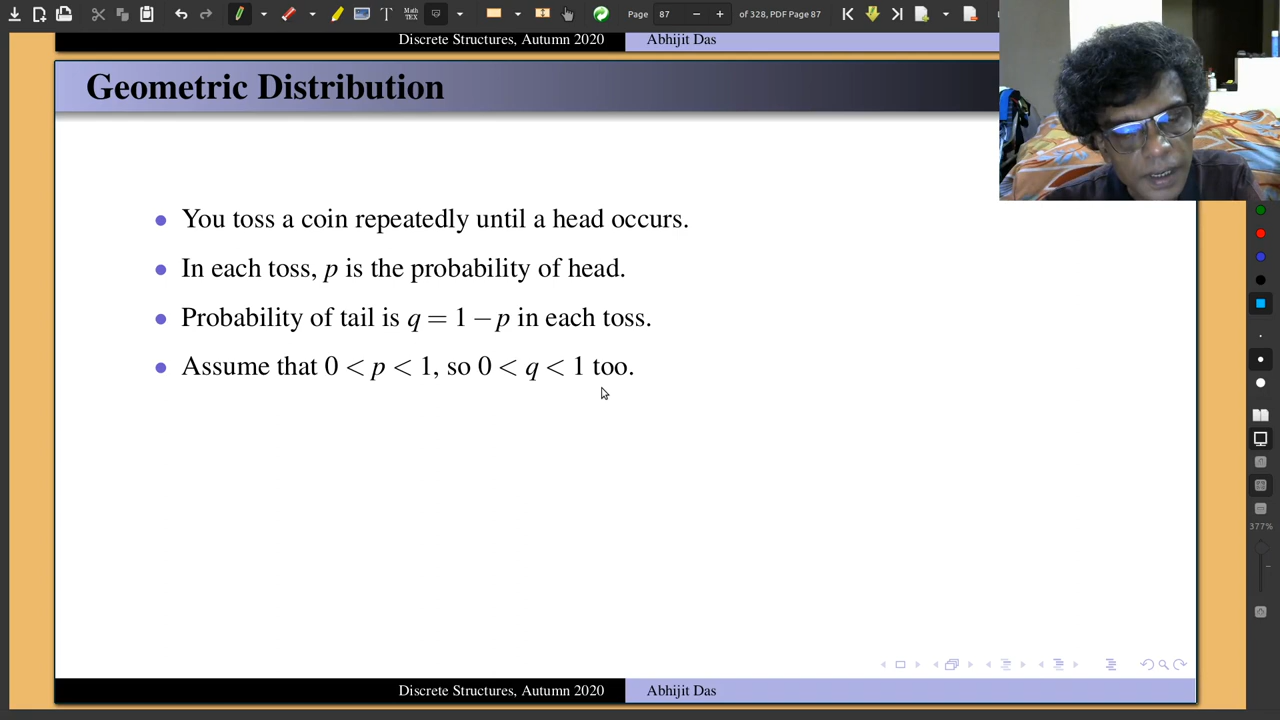 Page 87 of 328, PDF Page 87
Discrete Structures, Autumn 2020 Abhijit Das
Geometric Distribution
You toss a coin repeatedly until a head occurs.
In each toss, p is the probability of head.
Probability of tail is q = 1 − p in each toss.
Assume that 0 < p < 1, so 0 < q < 1 too.
377%
Discrete Structures, Autumn 2020 Abhijit Das